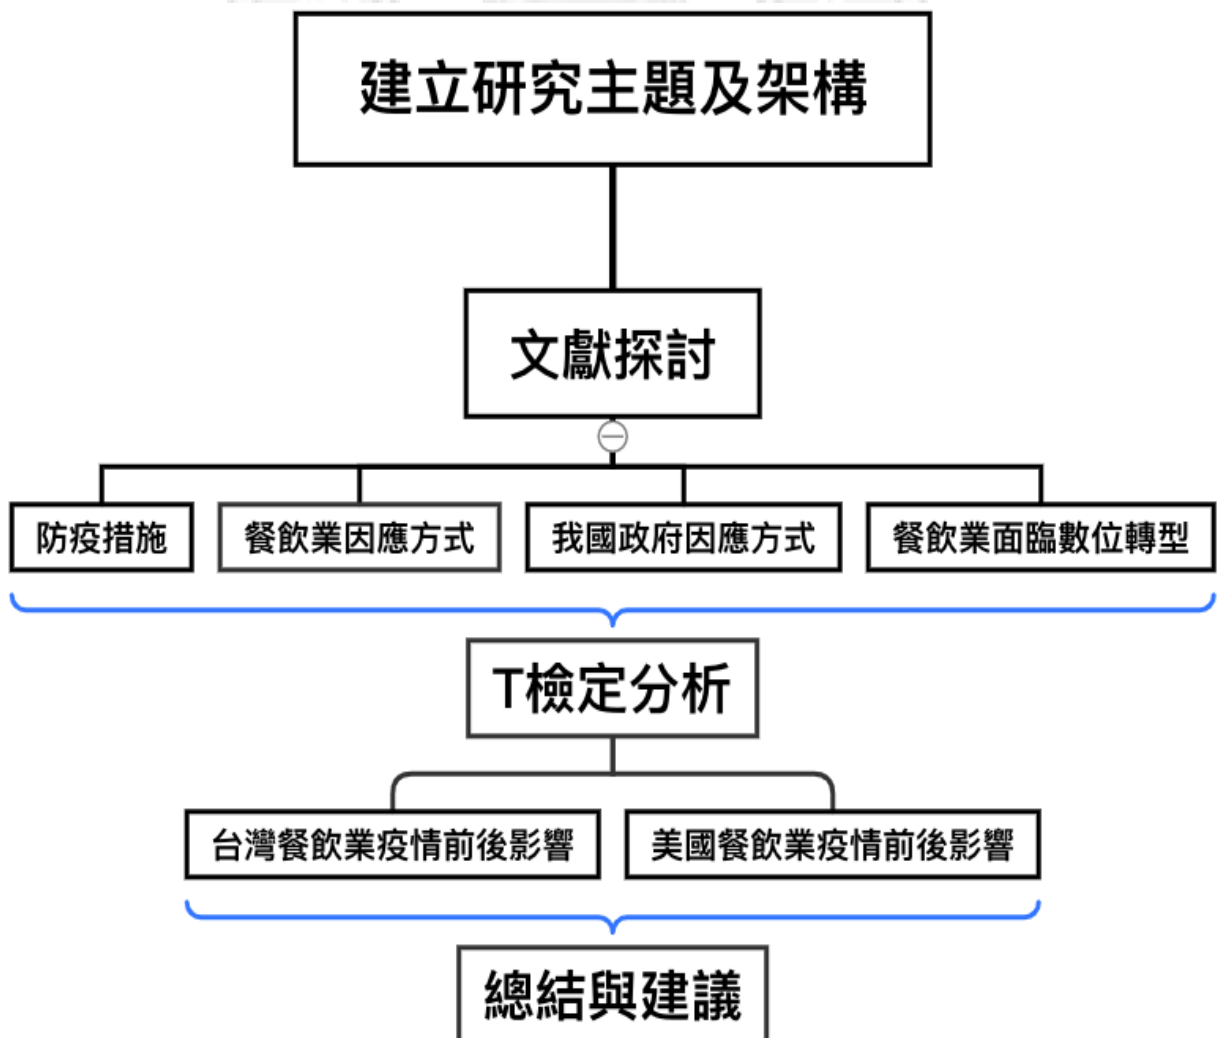 建立研究主題及架構
文獻探討
防疫措施
餐飲業因應方式
我國政府因應方式
餐飲業面臨數位轉型
T檢定分析
台灣餐飲業疫情前後影響
美國餐飲業疫情前後影響
總結與建議